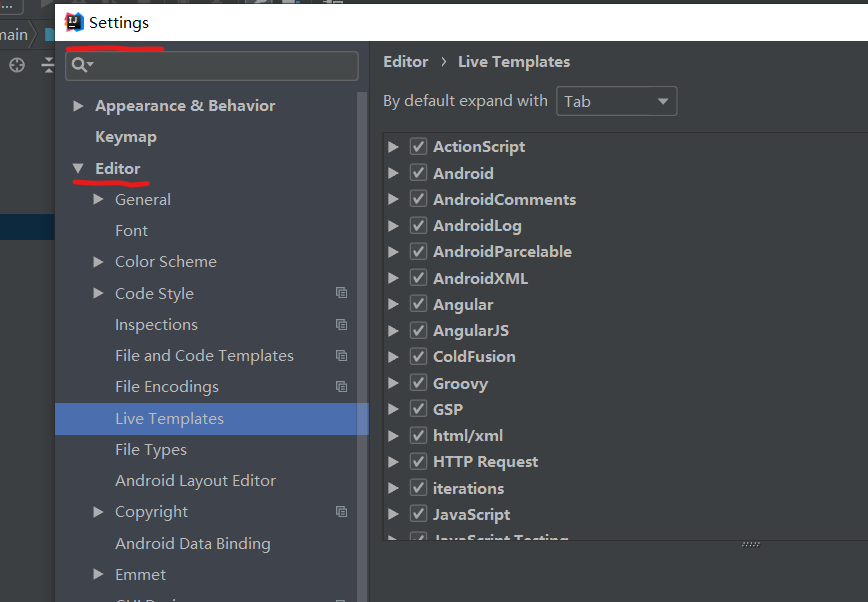 ...
Settings
main
Editor › Live Templates
By default expand with Tab
Appearance & Behavior
Keymap
Editor
General
Font
Color Scheme
Code Style
Inspections
File and Code Templates
File Encodings
Live Templates
File Types
Android Layout Editor
Copyright
Android Data Binding
Emmet
ActionScript
Android
AndroidComments
AndroidLog
AndroidParcelable
AndroidXML
Angular
AngularJS
ColdFusion
Groovy
GSP
html/xml
HTTP Request
iterations
JavaScript
JavaScript Testing